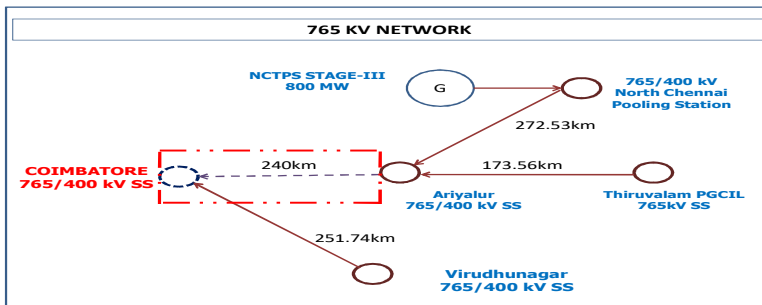 765 KV NETWORK
NCTPS STAGE-III
800 MW
G
765/400 kV
North Chennai
Pooling Station
272.53km
COIMBATORE
765/400 kV SS
240km
173.56km
Ariyalur
765/400 kV SS
Thiruvalam PGCIL
765kV SS
251.74km
Virudhunagar
765/400 kV SS